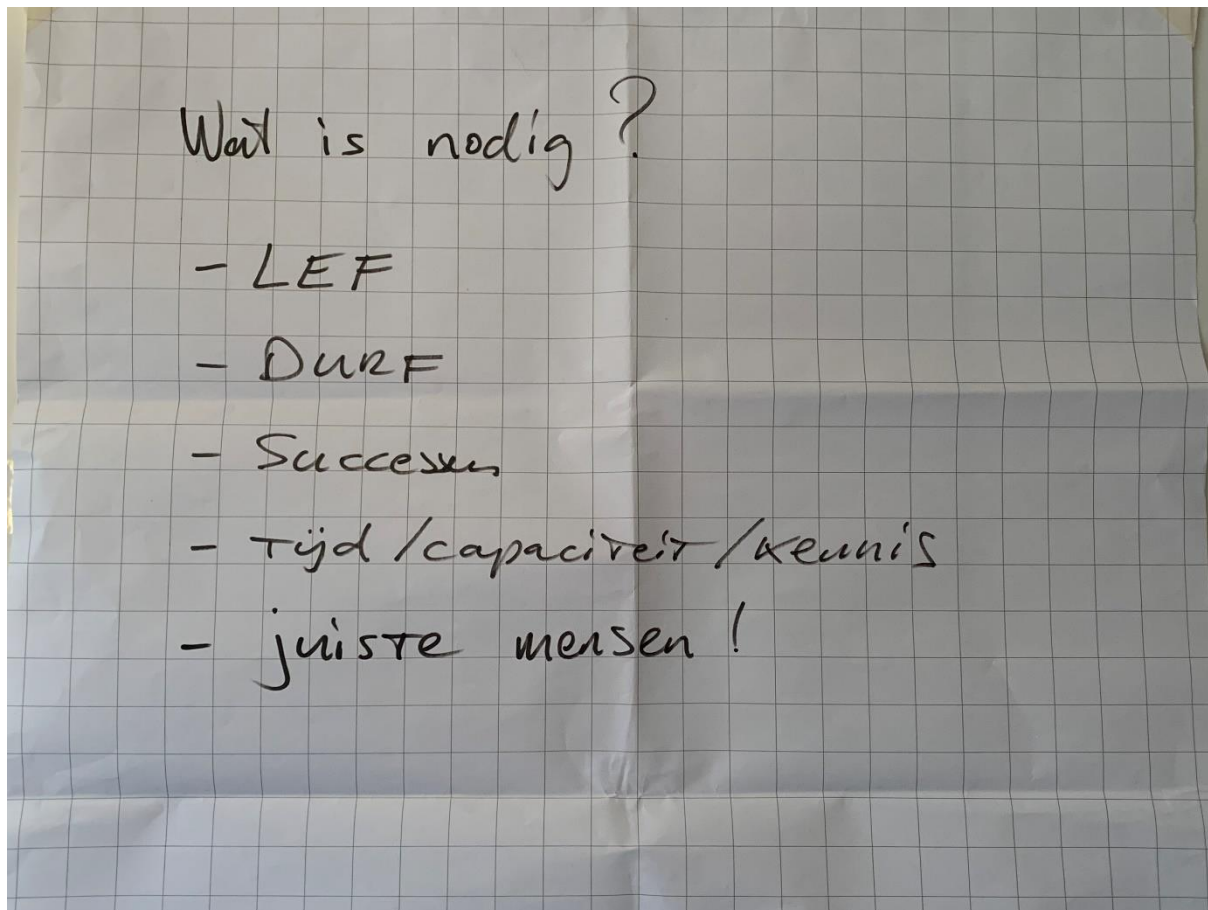 Wat is nodig ?
- LEF
- DURF
- Successen
- Tijd / capaciteit / kennis
- juiste mensen !